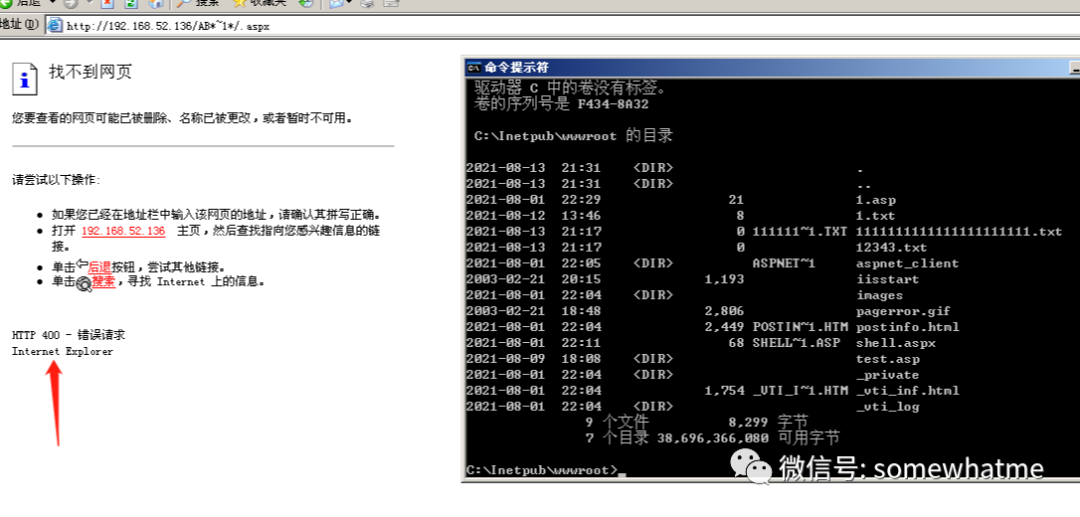 后退 搜索 收藏夹
地址(D) http://192.168.52.136/AB*~1*/.aspx
找不到网页
您要查看的网页可能已被删除、名称已被更改，或者暂时不可用。
请尝试以下操作:
如果您已经在地址栏中输入该网页的地址，请确认其拼写正确。
打开 192.168.52.136 主页，然后查找指向您感兴趣信息的链
接。
单击后退按钮，尝试其他链接。
单击搜索，寻找 Internet 上的信息。
HTTP 400 - 错误请求
Internet Explorer
命令提示符
驱动器 C 中的卷没有标签。
卷的序列号是 F434-8A32
C:\Inetpub\wwwroot 的目录
2021-08-13 21:31 <DIR> .
2021-08-13 21:31 <DIR> ..
2021-08-01 22:29 21 1.asp
2021-08-12 13:46 8 1.txt
2021-08-13 21:17 0 111111~1.TXT 1111111111111111111111.txt
2021-08-13 21:17 0 12343.txt
2021-08-01 22:05 <DIR> ASPNET~1 aspnet_client
2003-02-21 20:15 1,193 iisstart
2021-08-01 22:04 <DIR> images
2003-02-21 18:48 2,806 pagerror.gif
2021-08-01 22:04 2,449 POSTIN~1.HTM postinfo.html
2021-08-01 22:11 68 SHELL~1.ASP shell.aspx
2021-08-09 18:08 <DIR> test.asp
2021-08-01 22:04 <DIR> _private
2021-08-01 22:04 1,754 _VTI_I~1.HTM _vti_inf.html
2021-08-01 22:04 <DIR> _vti_log
9 个文件 8,299 字节
7 个目录 38,696,366,080 可用字节
C:\Inetpub\wwwroot>_
微信号: somewhatme